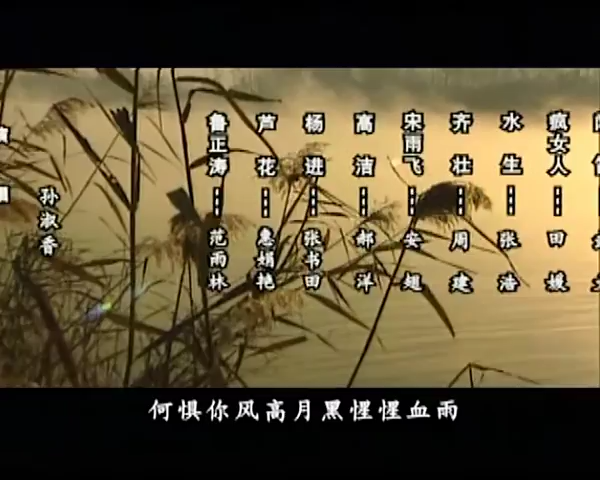 疯女人┅田媛
水生┅张浩
齐壮┅周建
宋雨飞┅安翅
高洁┅郝洋
杨进┅张书田
芦花┅惠娟艳
鲁正涛┅范雨林
孙淑香
何惧你风高月黑惺惺血雨